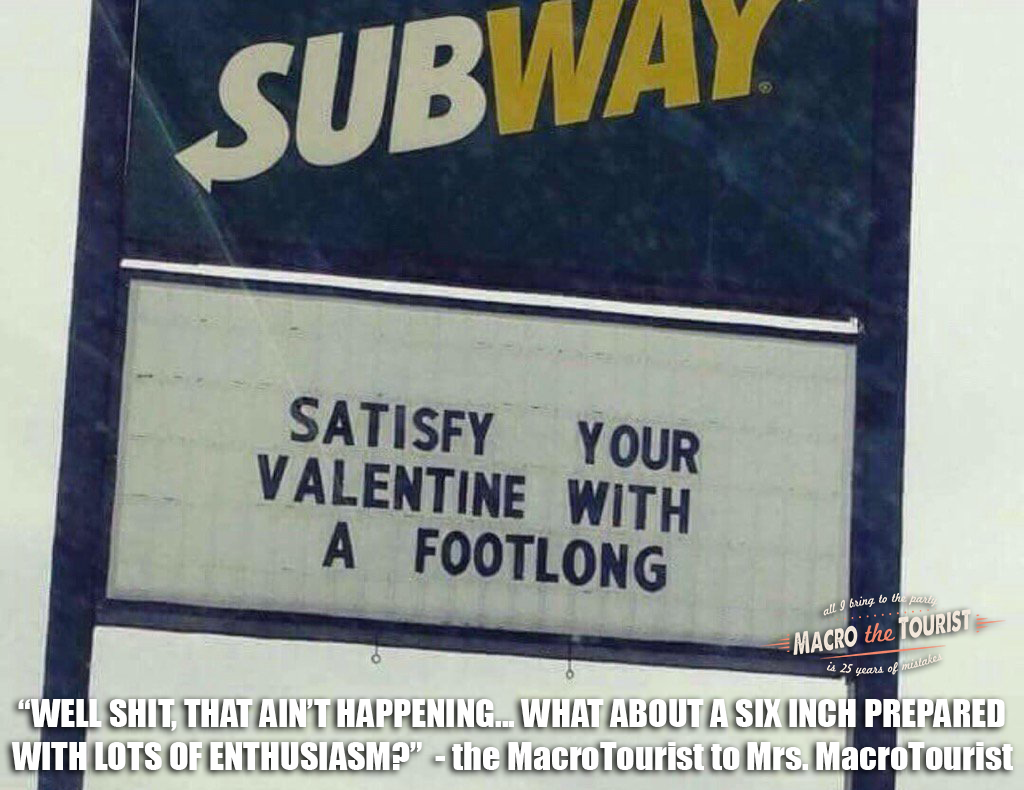 SUBWAY®
SATISFY YOUR
VALENTINE WITH
A FOOTLONG
all I bring to the party
MACRO the TOURIST
is 25 years of mistakes
“WELL SHIT, THAT AIN’T HAPPENING... WHAT ABOUT A SIX INCH PREPARED
WITH LOTS OF ENTHUSIASM?” - the MacroTourist to Mrs. MacroTourist